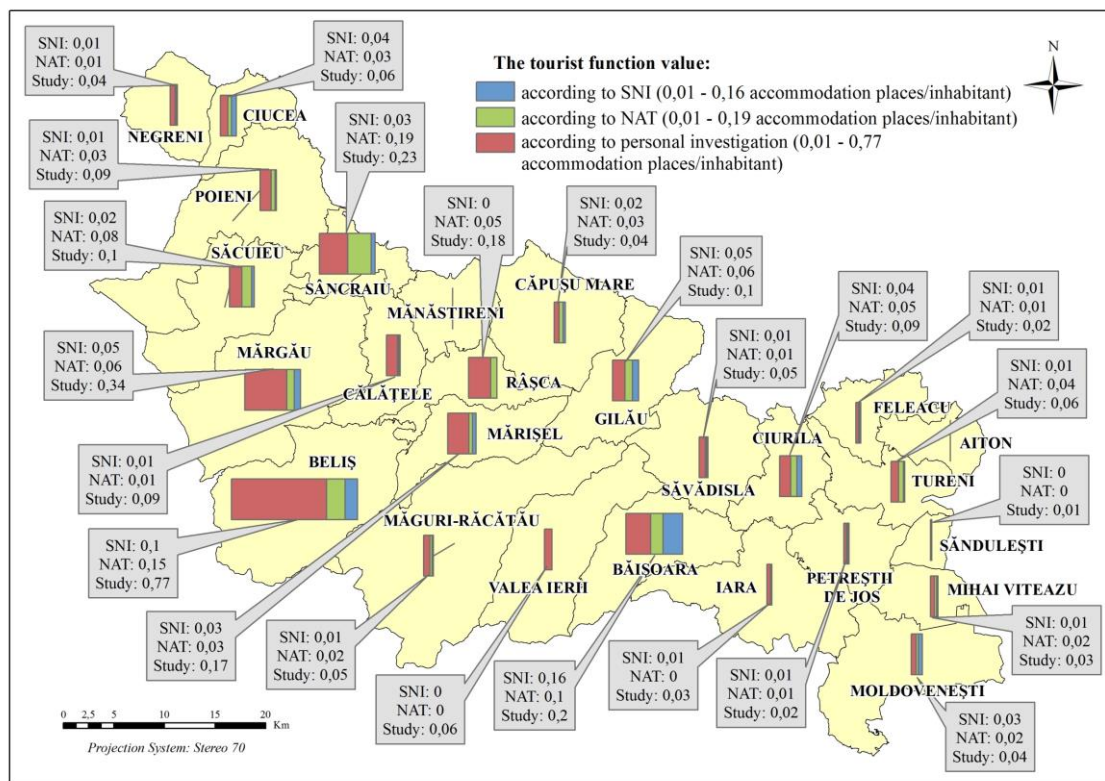 SNI: 0,01
NAT: 0,01
Study: 0,04
NEGRENI
SNI: 0,04
NAT: 0,03
Study: 0,06
CIUCEA
The tourist function value:
according to SNI (0,01 - 0,16 accommodation places/inhabitant)
according to NAT (0,01 - 0,19 accommodation places/inhabitant)
according to personal investigation (0,01 - 0,77
accommodation places/inhabitant)
N
SNI: 0,01
NAT: 0,03
Study: 0,09
POIENI
SNI: 0,03
NAT: 0,19
Study: 0,23
SÂNCRAIU
SNI: 0,02
NAT: 0,08
Study: 0,1
SĂCUIEU
SNI: 0
NAT: 0,05
Study: 0,18
RÂȘCA
SNI: 0,02
NAT: 0,03
Study: 0,04
CĂPUȘU MARE
SNI: 0,05
NAT: 0,06
Study: 0,1
GILĂU
MĂNĂSTIRENI
SNI: 0,05
NAT: 0,06
Study: 0,34
MĂRGĂU
CĂLĂȚELE
SNI: 0,01
NAT: 0,01
Study: 0,09
MĂRIȘEL
SNI: 0,01
NAT: 0,01
Study: 0,05
SĂVĂDISLA
SNI: 0,04
NAT: 0,05
Study: 0,09
CIURILA
SNI: 0,01
NAT: 0,01
Study: 0,02
FELEACU
SNI: 0,01
NAT: 0,04
Study: 0,06
AITON
TURENI
SNI: 0
NAT: 0
Study: 0,01
SĂNDULEȘTI
BELIȘ
SNI: 0,1
NAT: 0,15
Study: 0,77
MĂGURI-RĂCĂTĂU
VALEA IERII
BĂIȘOARA
IARA
PETREȘTII
DE JOS
MIHAI VITEAZU
MOLDOVENEȘTI
SNI: 0,03
NAT: 0,03
Study: 0,17
SNI: 0,01
NAT: 0,02
Study: 0,05
SNI: 0
NAT: 0
Study: 0,06
SNI: 0,16
NAT: 0,1
Study: 0,2
SNI: 0,01
NAT: 0
Study: 0,03
SNI: 0,01
NAT: 0,01
Study: 0,02
SNI: 0,01
NAT: 0,02
Study: 0,03
SNI: 0,03
NAT: 0,02
Study: 0,04
0 2,5 5 10 15 20
Km
Projection System: Stereo 70